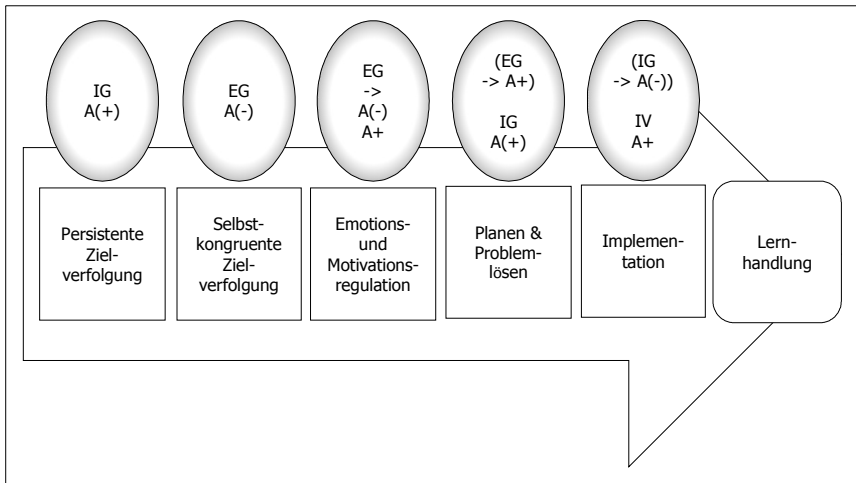 IG
A(+)
EG
A(-)
EG
->
A(-)
A+
(EG
-> A+)
IG
A(+)
(IG
-> A(-))
IV
A+
Persistente
Ziel-
verfolgung
Selbst-
kongruente
Ziel-
verfolgung
Emotions-
und
Motivations-
regulation
Planen &
Problem-
lösen
Implemen-
tation
Lern-
handlung